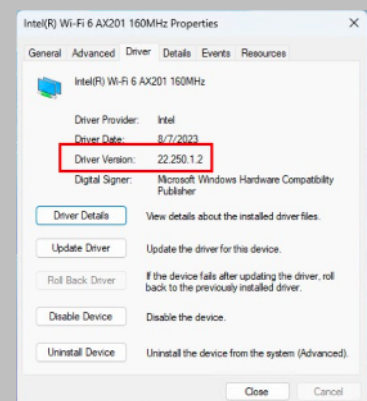 Intel(R) Wi-Fi 6 AX201 160MHz Properties
General Advanced Driver Details Events Resources
Intel(R) Wi-Fi 6 AX201 160MHz
Driver Provider: Intel
Driver Date: 8/7/2023
Driver Version: 22.250.1.2
Digital Signer: Microsoft Windows Hardware Compatibility
Publisher
Driver Details View details about the installed driver files.
Update Driver Update the driver for this device.
Roll Back Driver If the device fails after updating the driver, roll
back to the previously installed driver.
Disable Device Disable the device.
Uninstall Device Uninstall the device from the system (Advanced).
Close Cancel